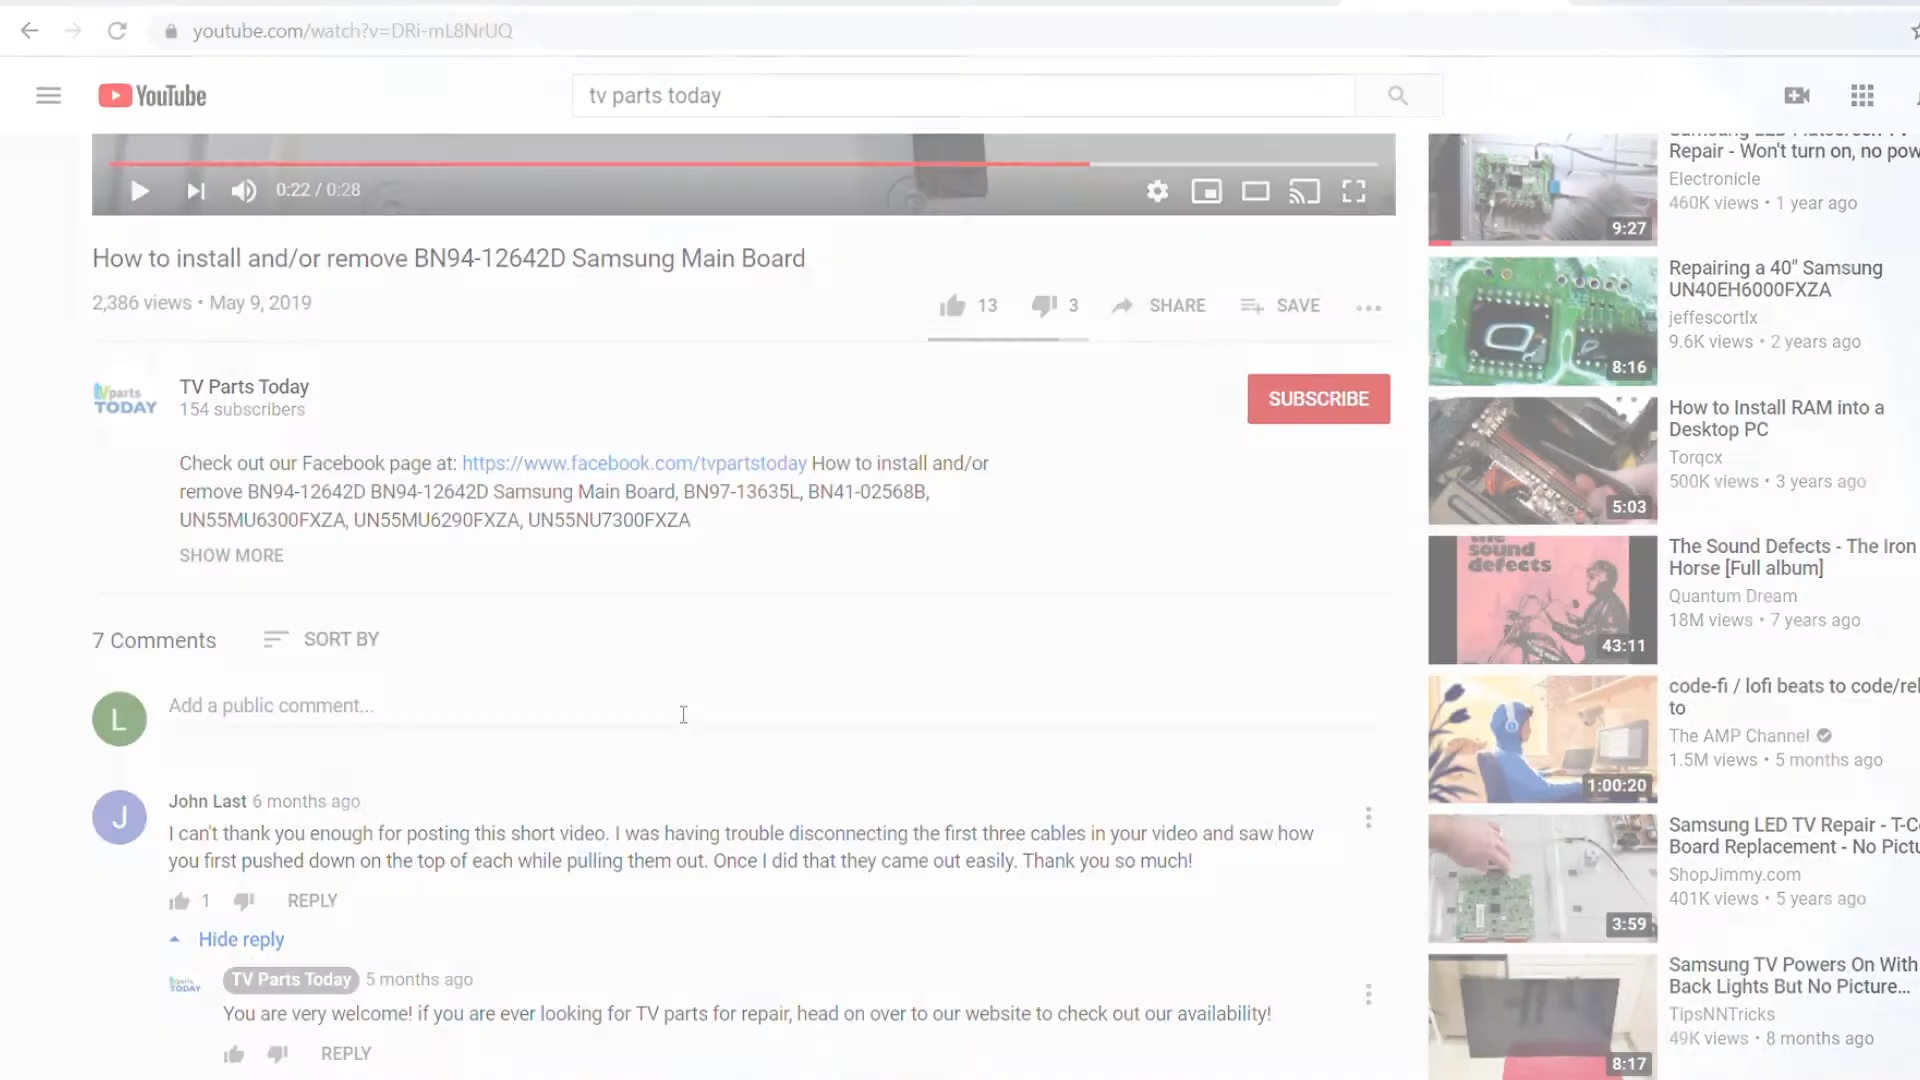 youtube.com/watch?v=DRi-mL8NrUQ
YouTube
tv parts today
0:22 / 0:28
How to install and/or remove BN94-12642D Samsung Main Board
2,386 views • May 9, 2019
13
3
SHARE
SAVE
tvparts
TODAY
TV Parts Today
154 subscribers
SUBSCRIBE
Check out our Facebook page at: https://www.facebook.com/tvpartstoday How to install and/or
remove BN94-12642D BN94-12642D Samsung Main Board, BN97-13635L, BN41-02568B,
UN55MU6300FXZA, UN55MU6290FXZA, UN55NU7300FXZA
SHOW MORE
7 Comments
SORT BY
L
Add a public comment...
J
John Last 6 months ago
I can't thank you enough for posting this short video. I was having trouble disconnecting the first three cables in your video and saw how
you first pushed down on the top of each while pulling them out. Once I did that they came out easily. Thank you so much!
1
REPLY
Hide reply
TODAY
TV Parts Today 5 months ago
You are very welcome! if you are ever looking for TV parts for repair, head on over to our website to check out our availability!
REPLY
Repair - Won't turn on, no pow
Electronicle
460K views • 1 year ago
9:27
Repairing a 40" Samsung
UN40EH6000FXZA
jeffescortlx
9.6K views • 2 years ago
8:16
How to Install RAM into a
Desktop PC
Torqcx
500K views • 3 years ago
5:03
sound
defects
The Sound Defects - The Iron
Horse [Full album]
Quantum Dream
18M views • 7 years ago
43:11
code-fi / lofi beats to code/rel
to
The AMP Channel
1.5M views • 5 months ago
1:00:20
Samsung LED TV Repair - T-C
Board Replacement - No Pictu
ShopJimmy.com
401K views • 5 years ago
3:59
Samsung TV Powers On With
Back Lights But No Picture...
TipsNNTricks
49K views • 8 months ago
8:17